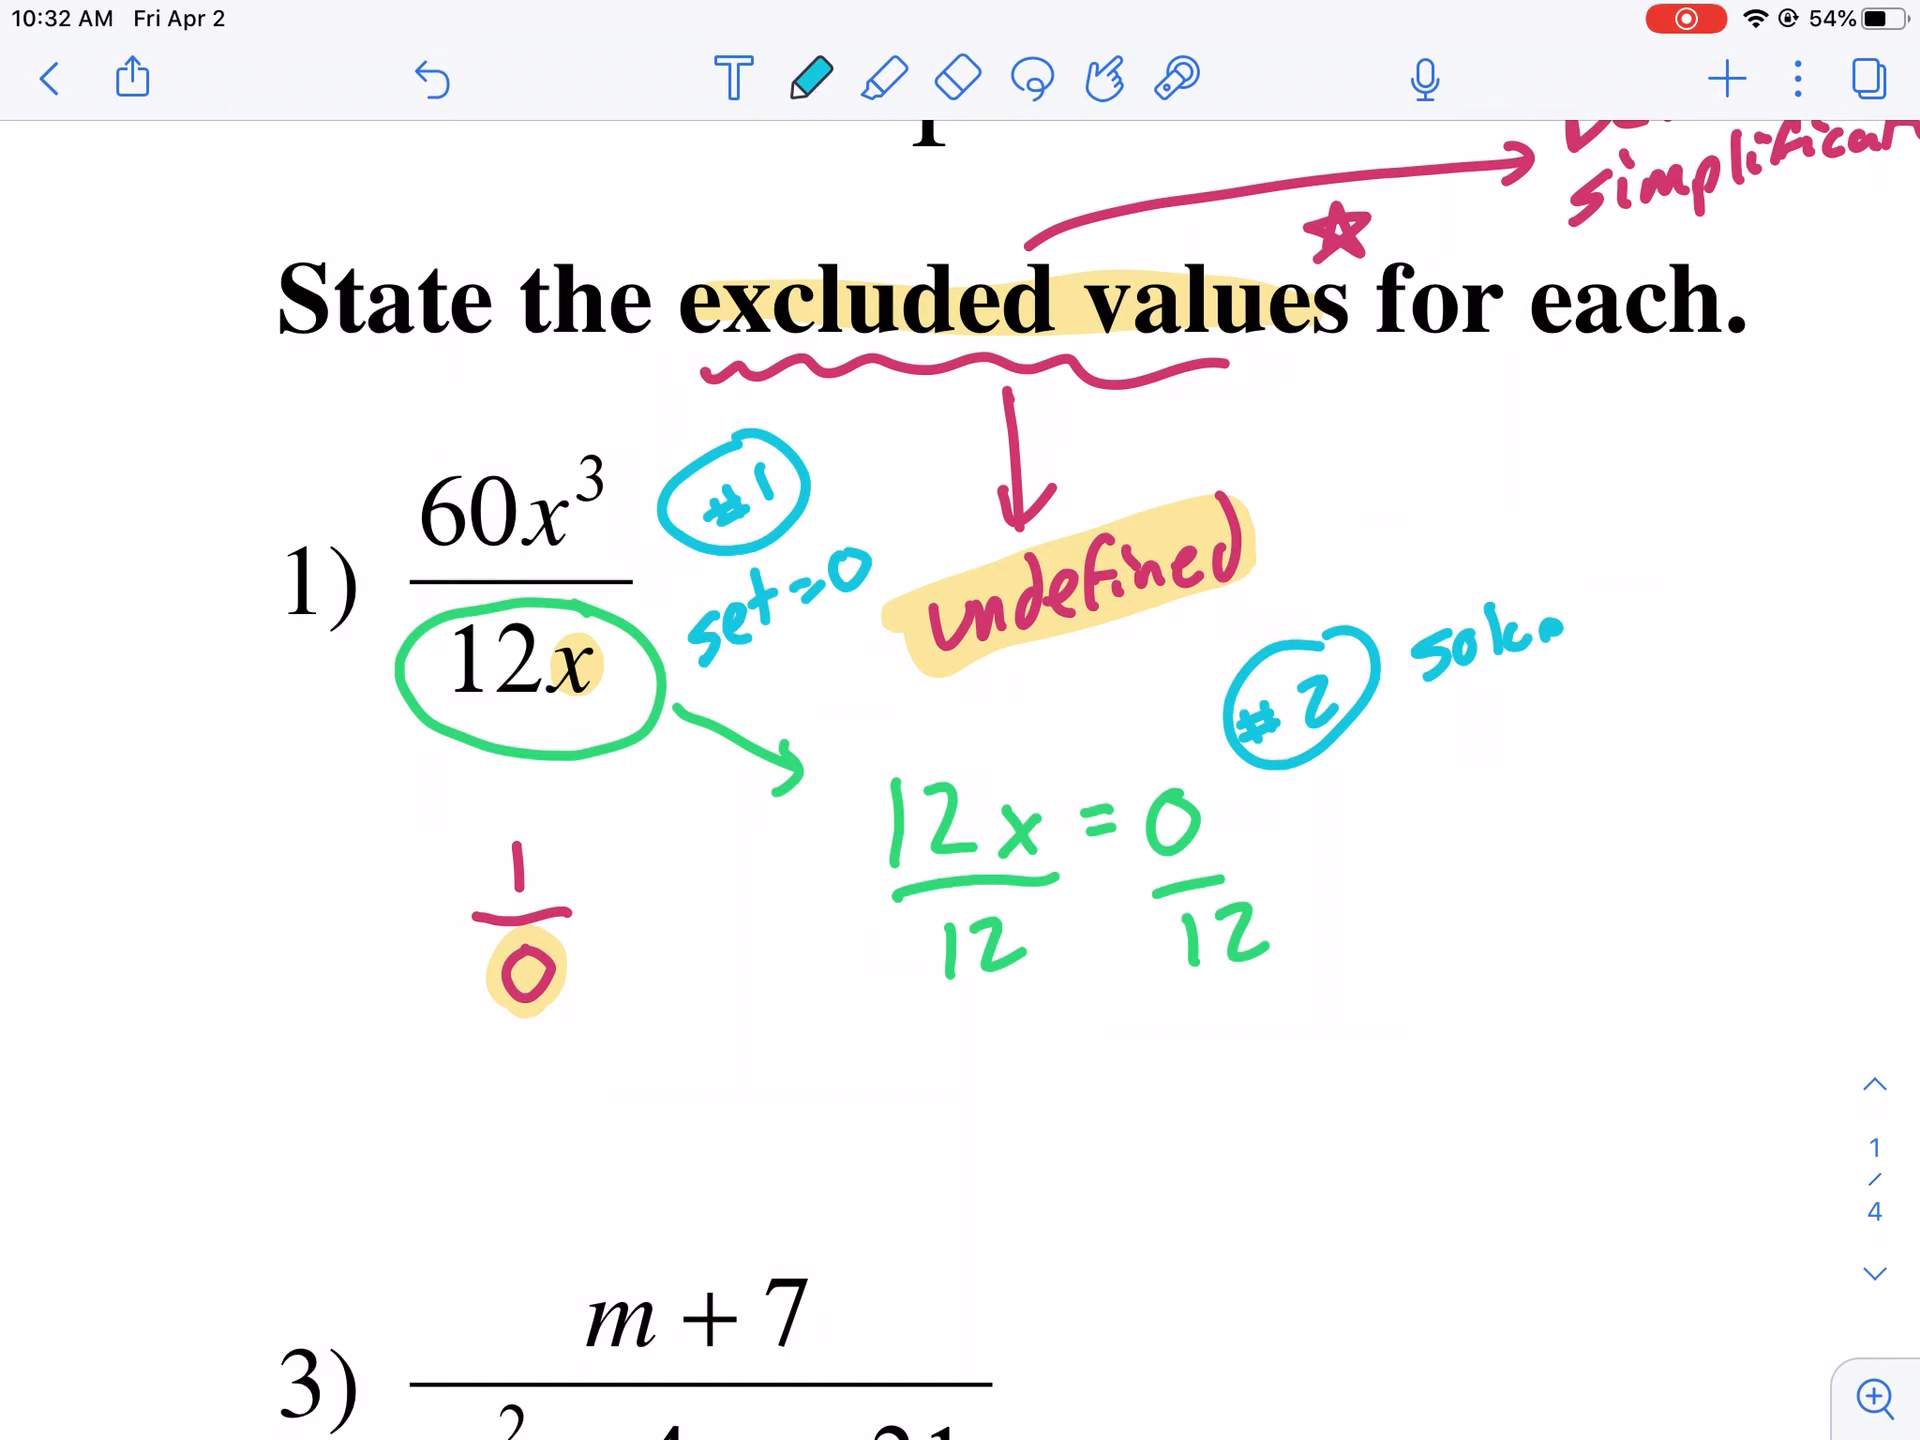 10:32 AM Fri Apr 2
54%
simplificat
State the excluded values for each.
1) 60x³
12x
#1
set=0
undefined
#2 solve
12x = 0
12 12
1
0
1
/
4
3) m + 7